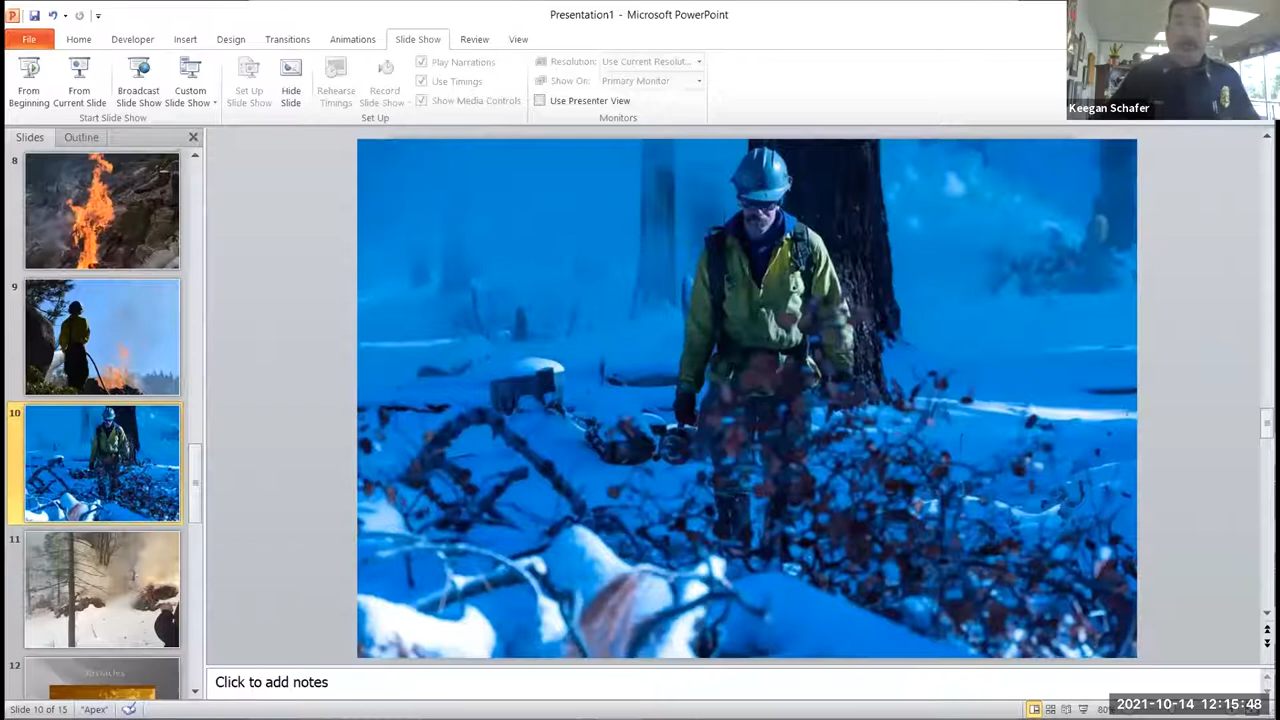 Presentation1 - Microsoft PowerPoint
File Home Developer Insert Design Transitions Animations Slide Show Review View
From Beginning
From Current Slide
Broadcast Slide Show
Custom Slide Show
Start Slide Show
Set Up Slide Show
Hide Slide
Rehearse Timings
Record Slide Show
Play Narrations
Use Timings
Show Media Controls
Set Up
Resolution: Use Current Resolut...
Show On: Primary Monitor
Use Presenter View
Monitors
Keegan Schafer
Slides Outline
8
9
10
11
12
Click to add notes
Slide 10 of 15 "Apex"
80%
2021-10-14 12:15:48